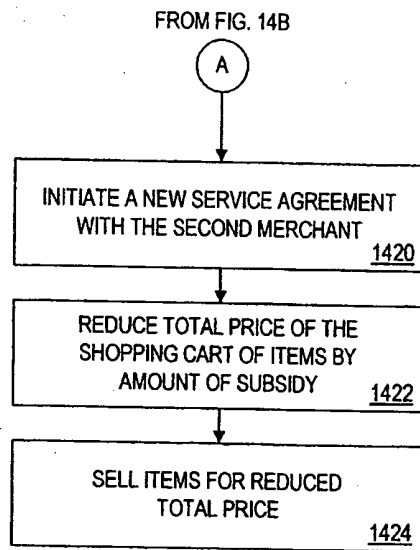 FROM FIG. 14B
A
INITIATE A NEW SERVICE AGREEMENT
WITH THE SECOND MERCHANT
1420
REDUCE TOTAL PRICE OF THE
SHOPPING CART OF ITEMS BY
AMOUNT OF SUBSIDY
1422
SELL ITEMS FOR REDUCED
TOTAL PRICE
1424